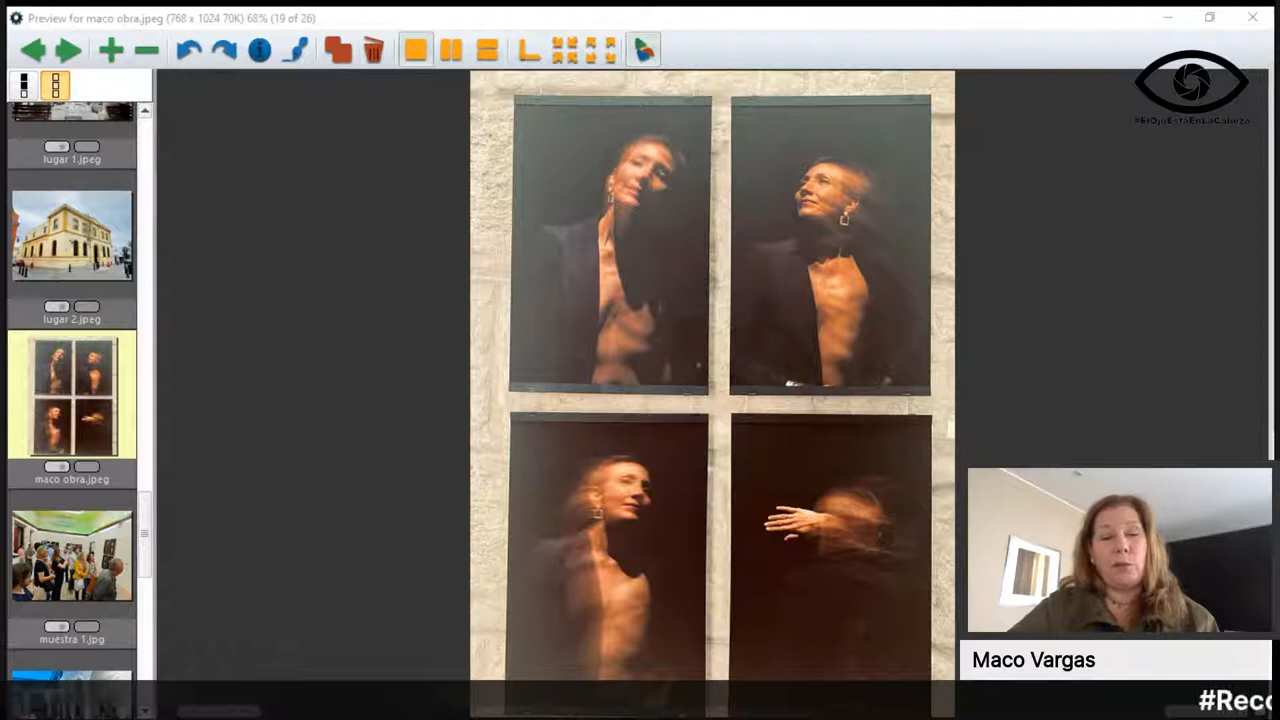 Preview for maco obra.jpeg (768 x 1024 70K) 68% (19 of 26)
#ElOjoEstáEnLaCabeza
lugar 1.jpeg
lugar 2.jpeg
maco obra.jpeg
muestra 1.jpg
Maco Vargas
#Reco